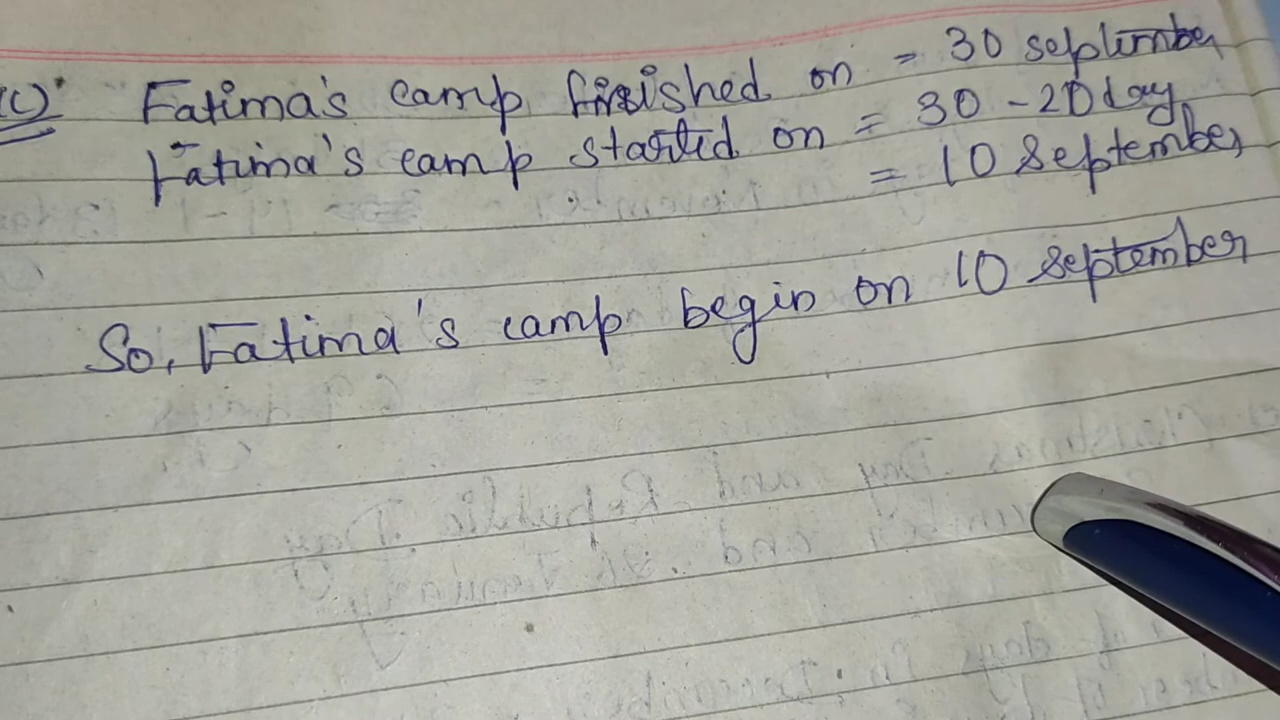 (C) Fatima's camp finished on = 30 september
Fatima's camp started on = 30 - 20 day
= 10 September
So, Fatima's camp begin on 10 september